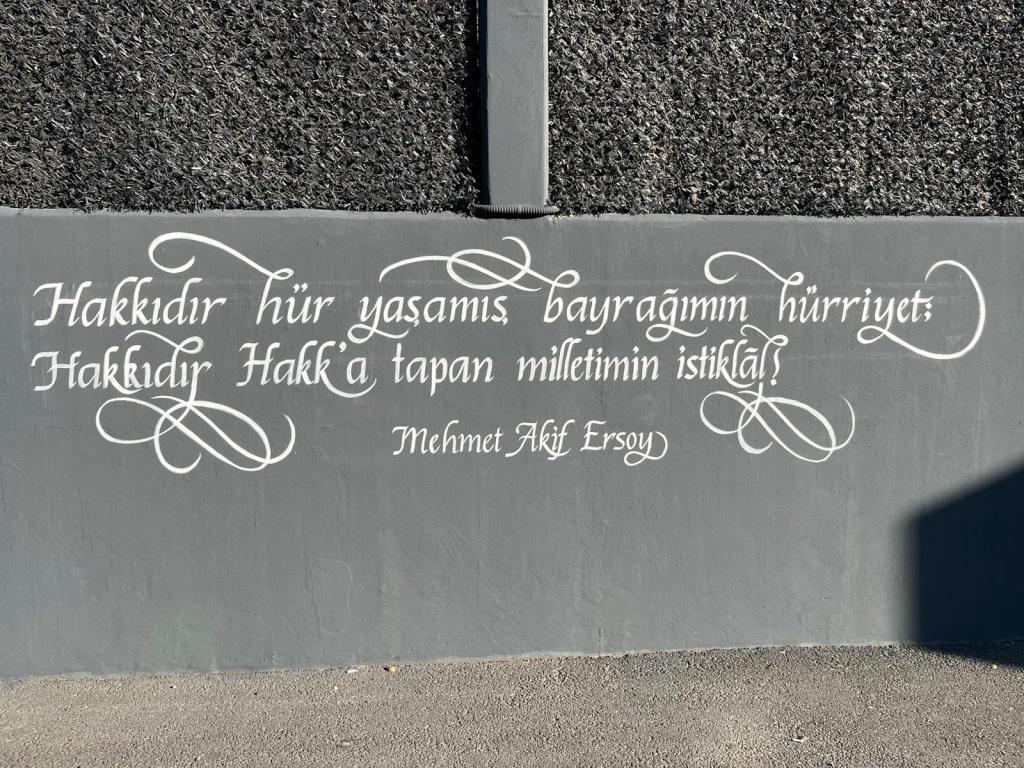 Hakkıdır hür yaşamış, bayrağımın hürriyet;
Hakkıdır Hakk'a tapan milletimin istiklâl!
Mehmet Akif Ersoy